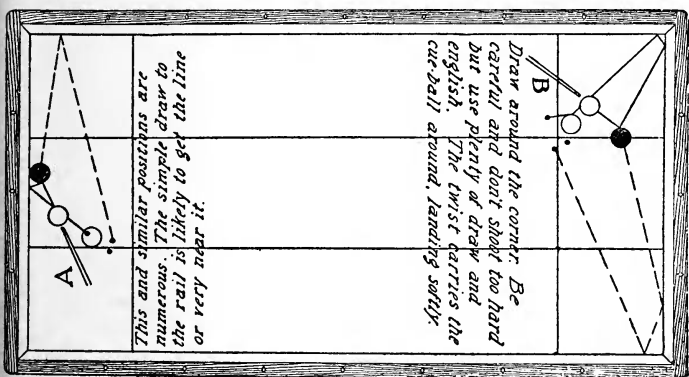 Draw around the corner. Be
careful and don't shoot too hard
but use plenty of draw and
english. The twist carries the
cue-ball around, landing softly.
B
This and similar positions are
numerous. The simple draw to
the rail is likely to get the line
or very near it.
A